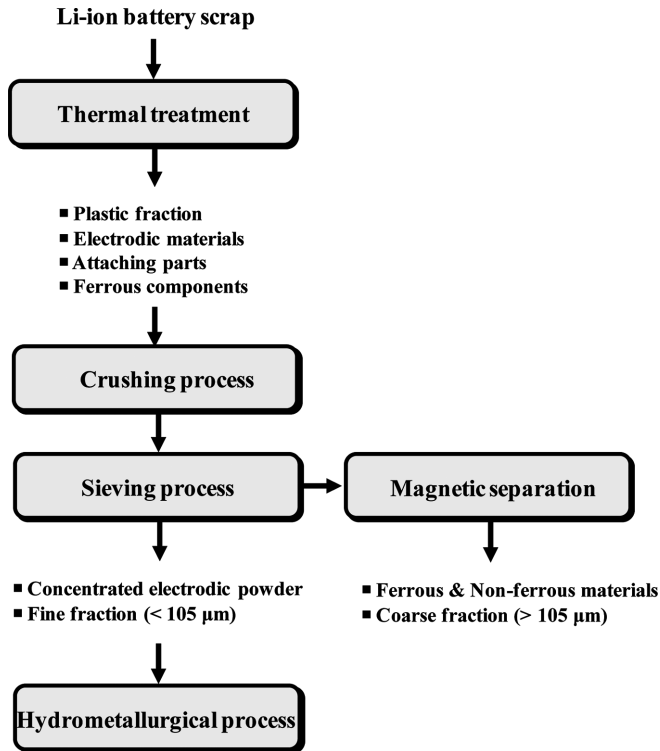 Li-ion battery scrap
Thermal treatment
▪ Plastic fraction
▪ Electrodic materials
▪ Attaching parts
▪ Ferrous components
Crushing process
Sieving process
Magnetic separation
▪ Concentrated electrodic powder
▪ Fine fraction (< 105 μm)
▪ Ferrous & Non-ferrous materials
▪ Coarse fraction (> 105 μm)
Hydrometallurgical process